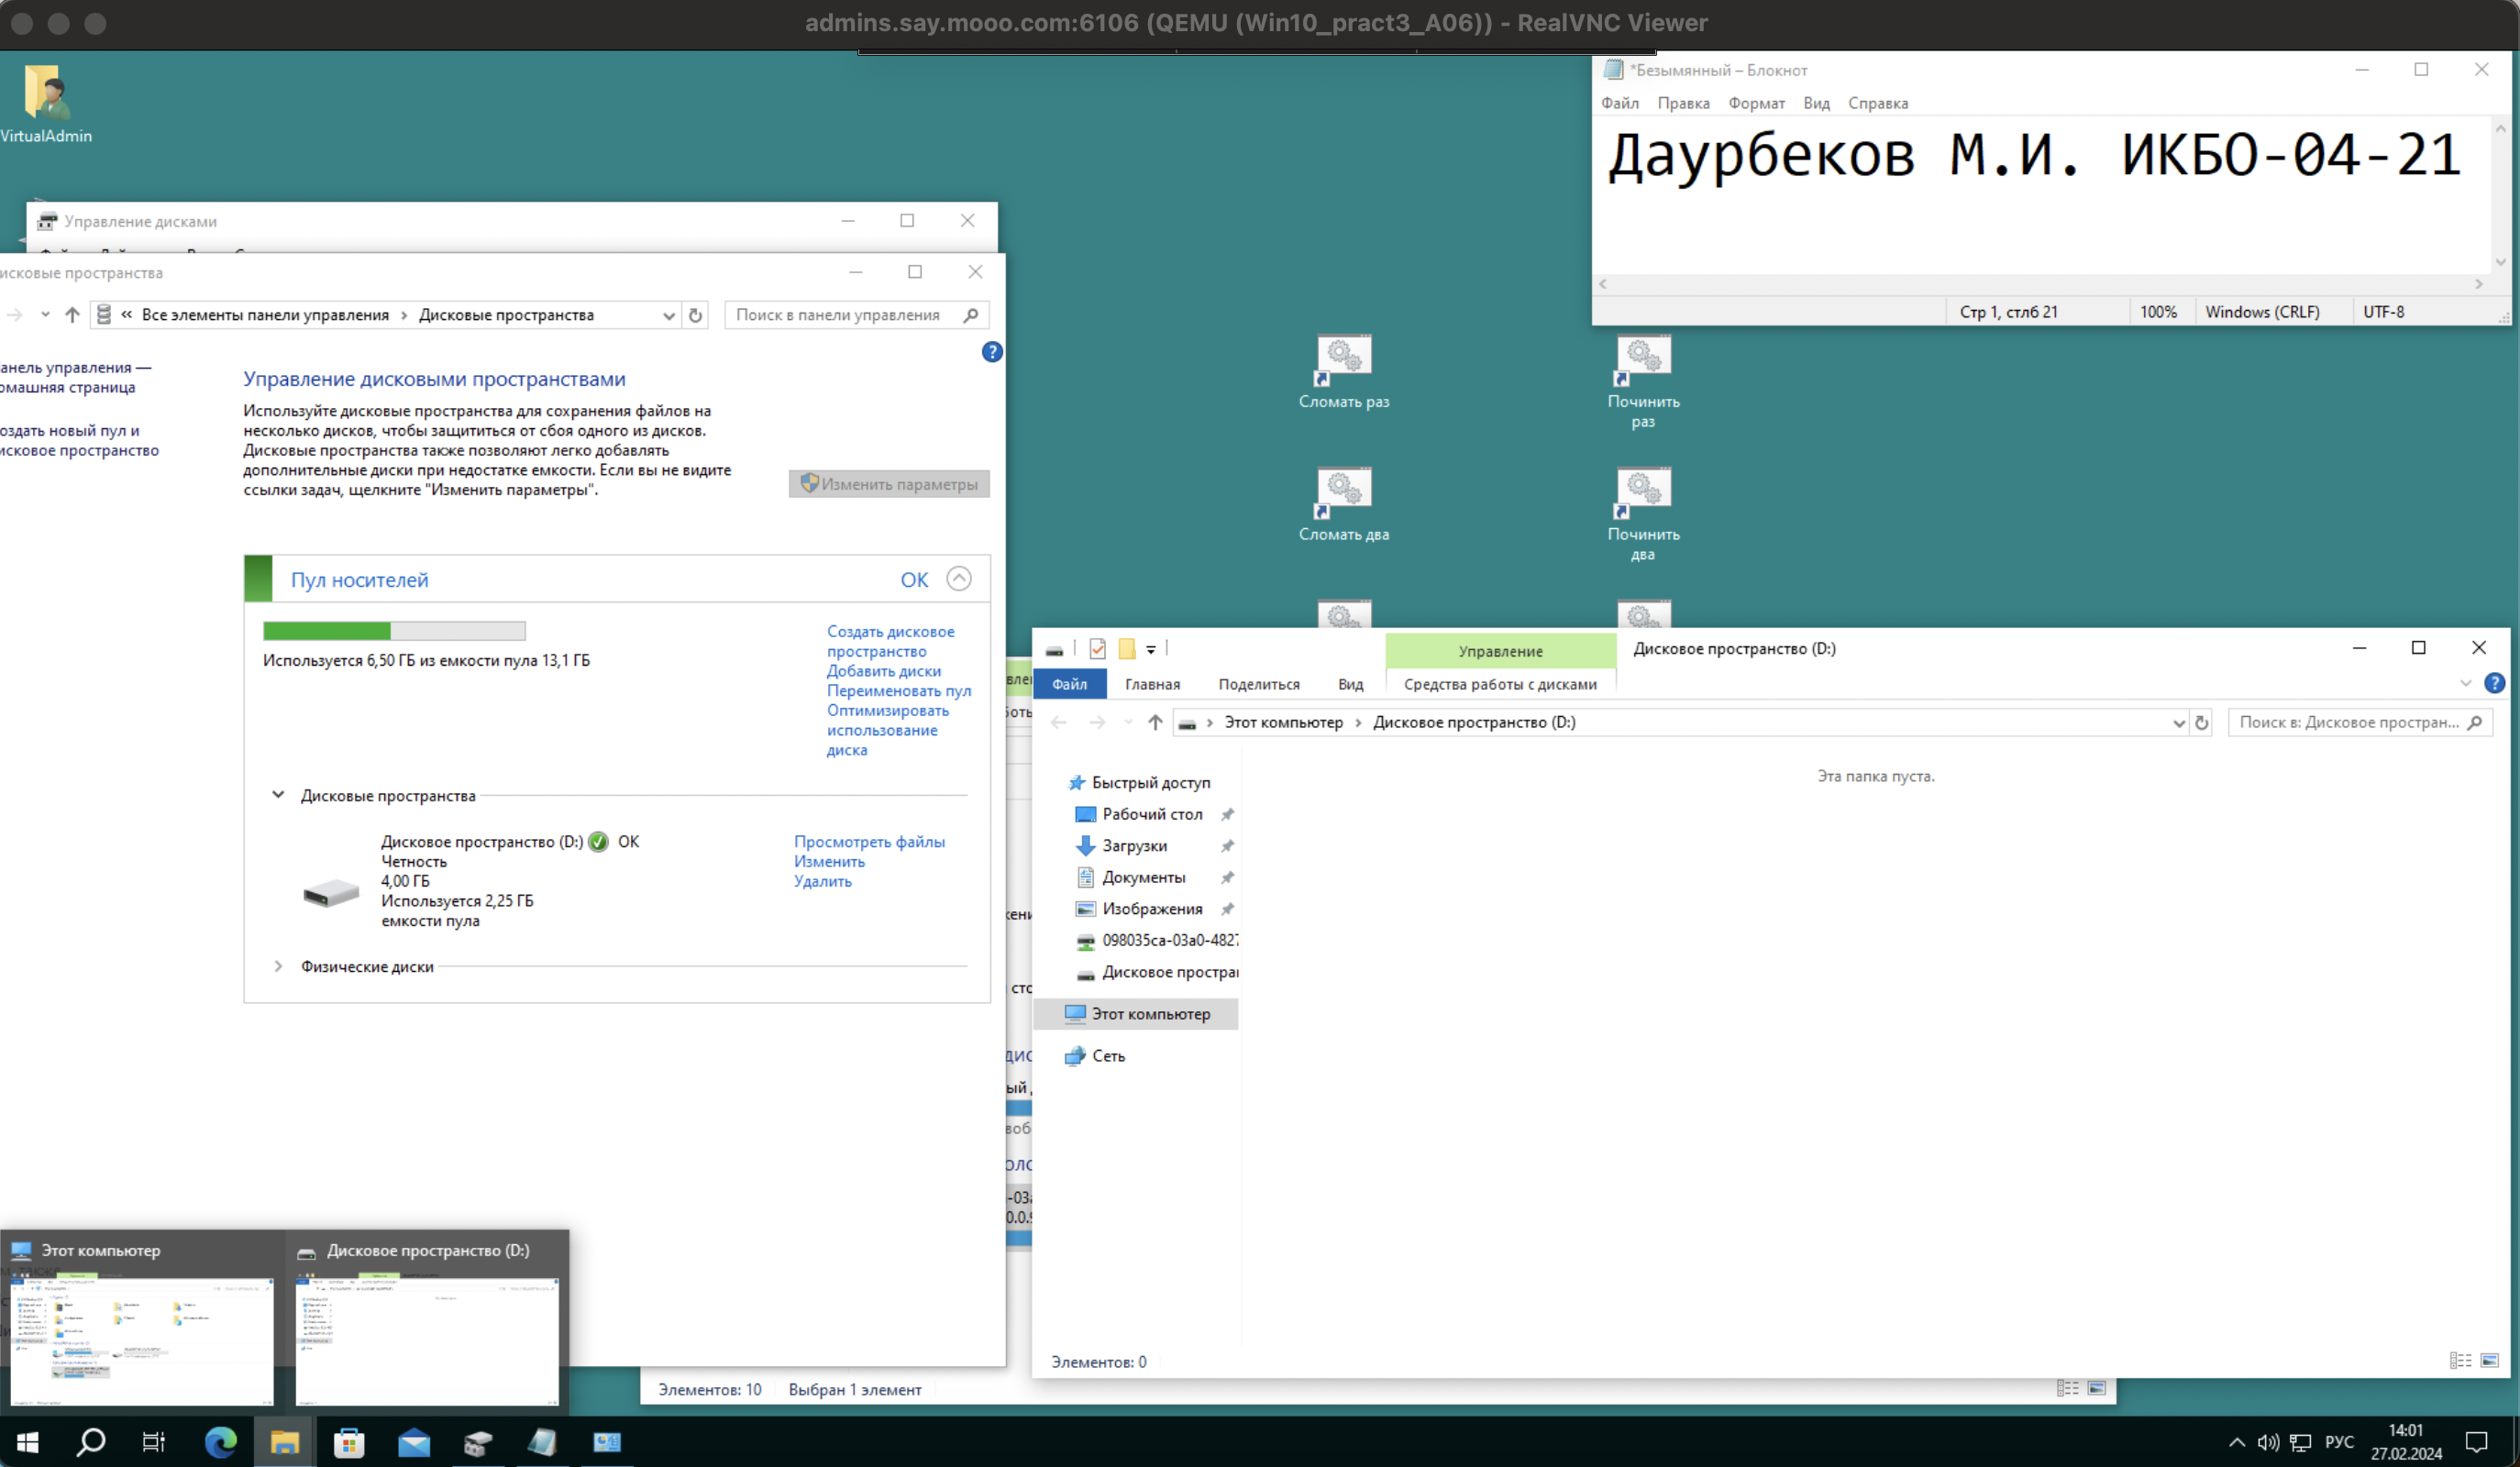 admins.say.mooo.com:6106 (QEMU (Win10_pract3_A06)) - RealVNC Viewer
VirtualAdmin
*Безымянный – Блокнот
Файл Правка Формат Вид Справка
Даурбеков М.И. ИКБО-04-21
Стр 1, стлб 21 100% Windows (CRLF) UTF-8
Управление дисками
исковые пространства
« Все элементы панели управления › Дисковые пространства
Поиск в панели управления
анель управления —
омашняя страница
оздать новый пул и
исковое пространство
Управление дисковыми пространствами
Используйте дисковые пространства для сохранения файлов на
несколько дисков, чтобы защититься от сбоя одного из дисков.
Дисковые пространства также позволяют легко добавлять
дополнительные диски при недостатке емкости. Если вы не видите
ссылки задач, щелкните "Изменить параметры".
Изменить параметры
Пул носителей
ОК
Используется 6,50 ГБ из емкости пула 13,1 ГБ
Создать дисковое
пространство
Добавить диски
Переименовать пул
Оптимизировать
использование
диска
Дисковые пространства
Дисковое пространство (D:) ОК
Четность
4,00 ГБ
Используется 2,25 ГБ
емкости пула
Просмотреть файлы
Изменить
Удалить
Физические диски
Сломать раз
Починить
раз
Сломать два
Починить
два
Управление
Дисковое пространство (D:)
Файл Главная Поделиться Вид Средства работы с дисками
› Этот компьютер › Дисковое пространство (D:)
Поиск в: Дисковое простран...
Быстрый доступ
Рабочий стол
Загрузки
Документы
Изображения
098035ca-03a0-4827
Дисковое простра
Этот компьютер
Сеть
Эта папка пуста.
Элементов: 0
Элементов: 10 Выбран 1 элемент
Этот компьютер
Дисковое пространство (D:)
РУС
14:01
27.02.2024